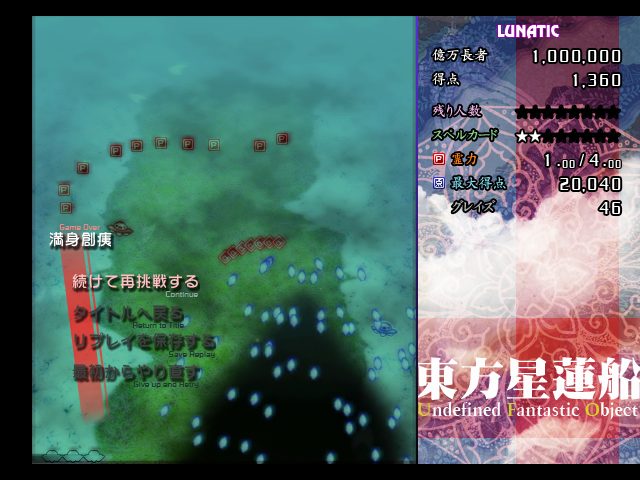 LUNATIC
億万長者 1,000,000
得点 1,360
残り人数
スペルカード
P 霊力 1.00/4.00
最大得点 20,040
グレイズ 46
Game Over
満身創痍
続けて再挑戦する
Continue
タイトルへ戻る
Return to Title
リプレイを保存する
Save Replay
最初からやり直す
Give up and Retry
東方星蓮船
Undefined Fantastic Object